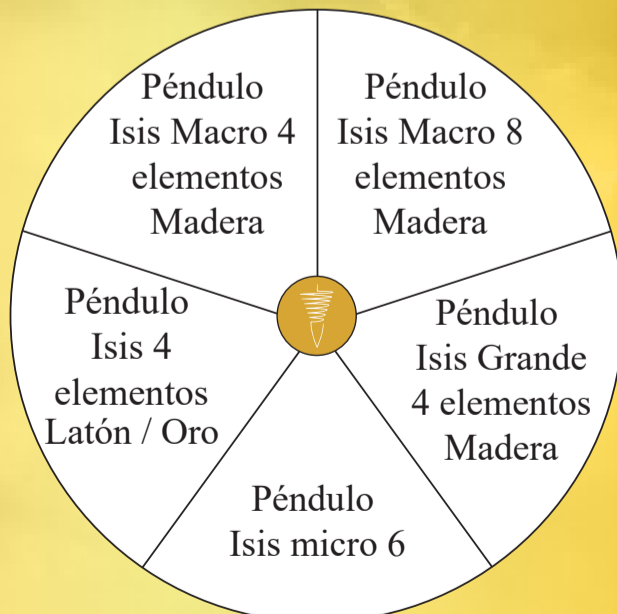 Péndulo
Isis Macro 4
elementos
Madera
Péndulo
Isis Macro 8
elementos
Madera
Péndulo
Isis 4
elementos
Latón / Oro
Péndulo
Isis Grande
4 elementos
Madera
Péndulo
Isis micro 6